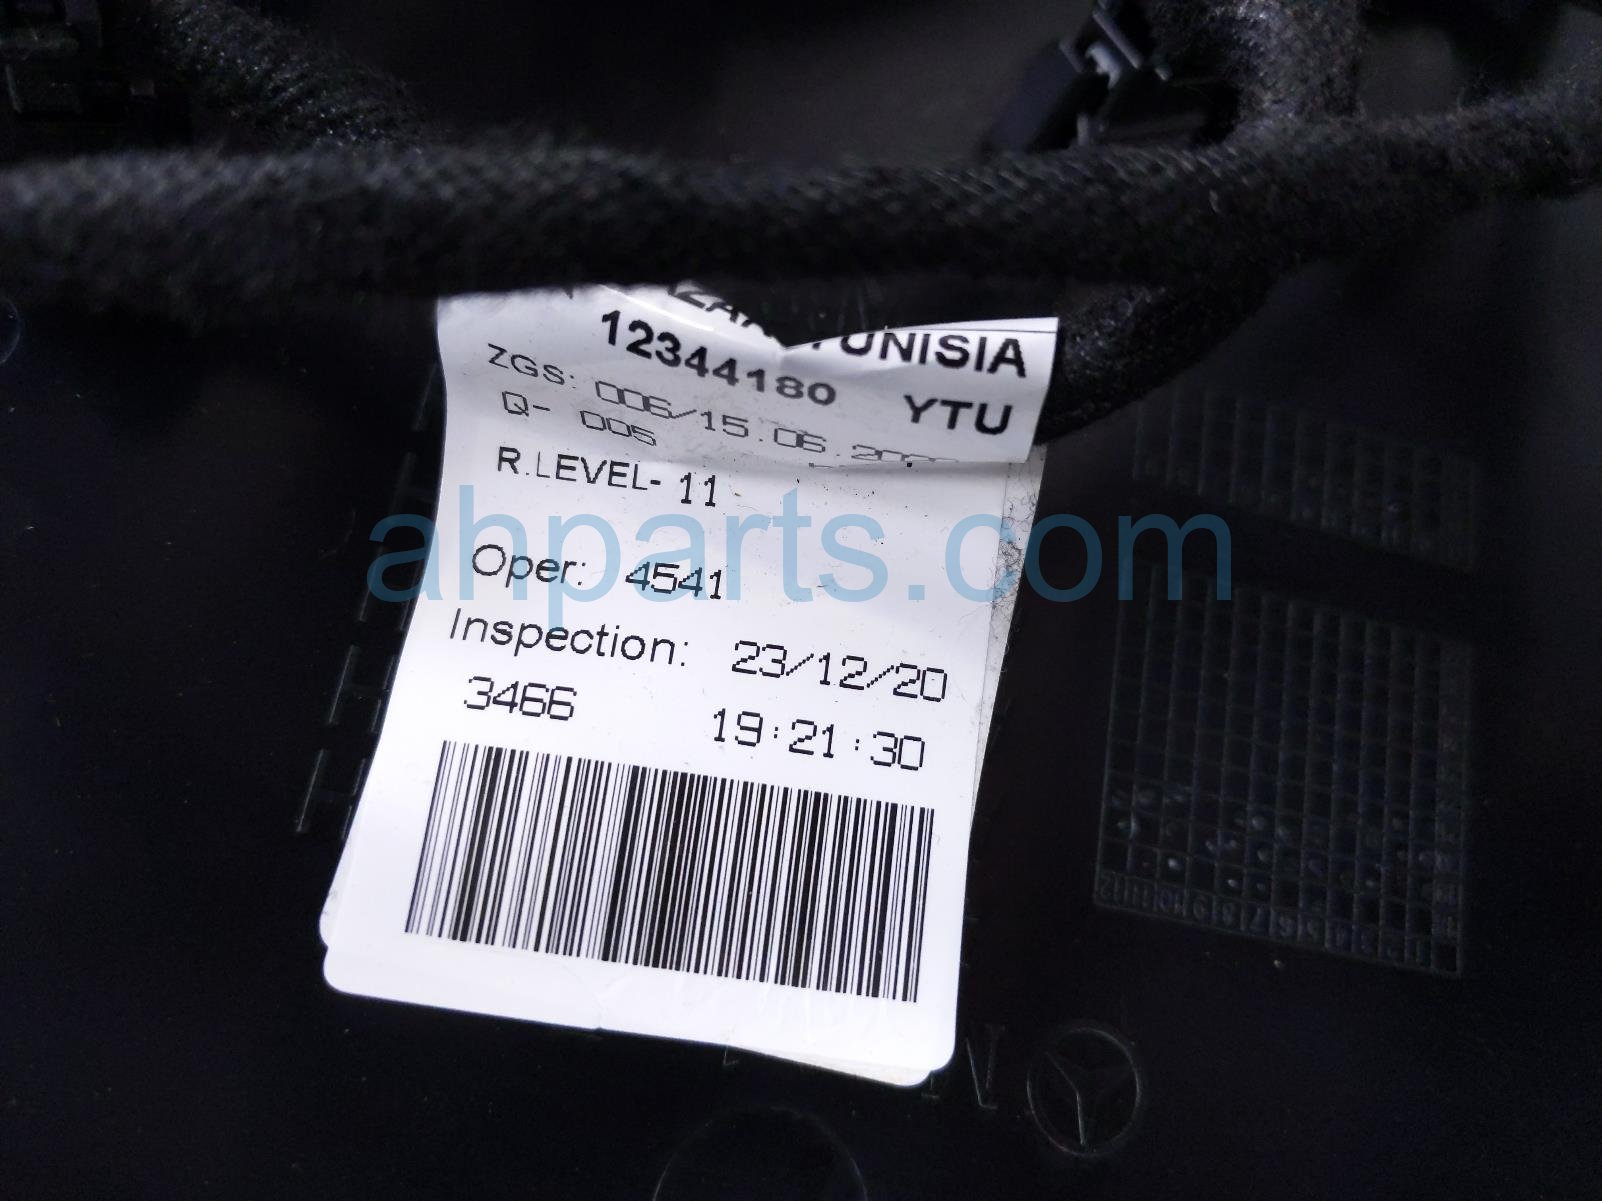 TUNISIA
12344180 YTU
ZGS: 006/15.06.
Q- 005
R.LEVEL- 11
ahparts.com
Oper: 4541
Inspection: 23/12/20
3466 19:21:30